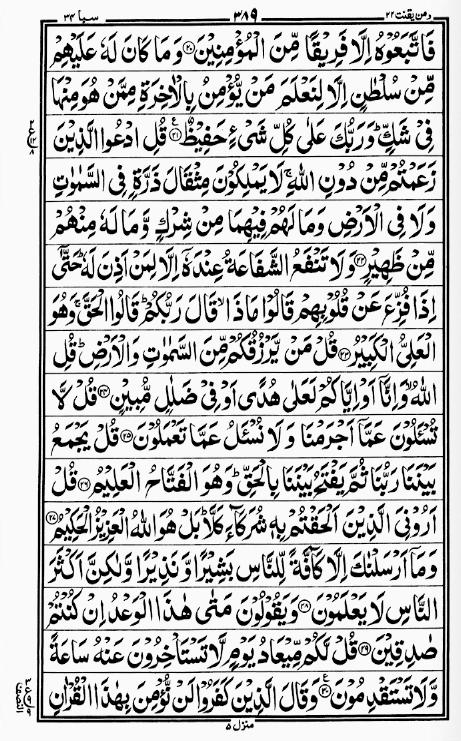 سبا ٣٤ ٣٨٩ ومن يقنت ٢٢
فَاتَّبَعُوْهُ اِلَّا فَرِيْقًا مِّنَ الْمُؤْمِنِيْنَ ﴿٢٠﴾ وَمَا كَانَ لَهٗ عَلَيْهِمْ
مِّنْ سُلْطٰنٍ اِلَّا لِنَعْلَمَ مَنْ يُّؤْمِنُ بِالْاٰخِرَةِ مِمَّنْ هُوَ مِنْهَا
فِيْ شَكٍّ ؕ وَرَبُّكَ عَلٰى كُلِّ شَيْءٍ حَفِيْظٌ ﴿٢١﴾ قُلِ ادْعُوا الَّذِيْنَ
زَعَمْتُمْ مِّنْ دُوْنِ اللّٰهِ ۚ لَا يَمْلِكُوْنَ مِثْقَالَ ذَرَّةٍ فِي السَّمٰوٰتِ
وَلَا فِي الْاَرْضِ وَمَا لَهُمْ فِيْهِمَا مِنْ شِرْكٍ وَّمَا لَهٗ مِنْهُمْ
مِّنْ ظَهِيْرٍ ﴿٢٢﴾ وَلَا تَنْفَعُ الشَّفَاعَةُ عِنْدَهٗۤ اِلَّا لِمَنْ اَذِنَ لَهٗ ؕ حَتّٰۤى
اِذَا فُزِّعَ عَنْ قُلُوْبِهِمْ قَالُوْا مَاذَا ۙ قَالَ رَبُّكُمْ ؕ قَالُوا الْحَقَّ ۚ وَهُوَ
الْعَلِيُّ الْكَبِيْرُ ﴿٢٣﴾ قُلْ مَنْ يَّرْزُقُكُمْ مِّنَ السَّمٰوٰتِ وَالْاَرْضِ ؕ قُلِ
اللّٰهُ ۙ وَاِنَّاۤ اَوْ اِيَّاكُمْ لَعَلٰى هُدًى اَوْ فِيْ ضَلٰلٍ مُّبِيْنٍ ﴿٢٤﴾ قُلْ لَّا
تُسْـَٔلُوْنَ عَمَّاۤ اَجْرَمْنَا وَلَا نُسْـَٔلُ عَمَّا تَعْمَلُوْنَ ﴿٢٥﴾ قُلْ يَجْمَعُ
بَيْنَنَا رَبُّنَا ثُمَّ يَفْتَحُ بَيْنَنَا بِالْحَقِّ ؕ وَهُوَ الْفَتَّاحُ الْعَلِيْمُ ﴿٢٦﴾ قُلْ
اَرُوْنِيَ الَّذِيْنَ اَلْحَقْتُمْ بِهٖ شُرَكَآءَ كَلَّا ؕ بَلْ هُوَ اللّٰهُ الْعَزِيْزُ الْحَكِيْمُ ﴿٢٧﴾
وَمَاۤ اَرْسَلْنٰكَ اِلَّا كَآفَّةً لِّلنَّاسِ بَشِيْرًا وَّنَذِيْرًا وَّلٰكِنَّ اَكْثَرَ
النَّاسِ لَا يَعْلَمُوْنَ ﴿٢٨﴾ وَيَقُوْلُوْنَ مَتٰى هٰذَا الْوَعْدُ اِنْ كُنْتُمْ
صٰدِقِيْنَ ﴿٢٩﴾ قُلْ لَّكُمْ مِّيْعَادُ يَوْمٍ لَّا تَسْتَاْخِرُوْنَ عَنْهُ سَاعَةً
وَّلَا تَسْتَقْدِمُوْنَ ﴿٣٠﴾ وَقَالَ الَّذِيْنَ كَفَرُوْا لَنْ نُّؤْمِنَ بِهٰذَا الْقُرْاٰنِ
النصف
منزل ٥